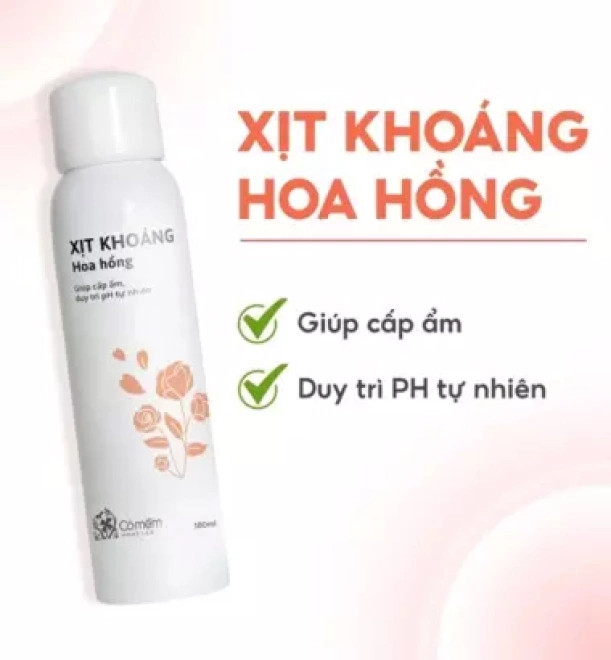 XỊT KHOÁNG
HOA HỒNG
Giúp cấp ẩm
Duy trì PH tự nhiên
XỊT KHOÁNG
Hoa hồng
Giúp cấp ẩm,
duy trì pH tự nhiên
Cỏ mềm